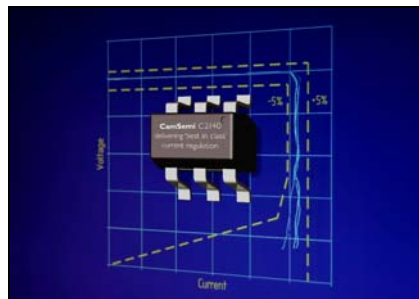 CamSemi C2140
delivering 'best in class'
current regulation
-5%
+5%
Voltage
Current